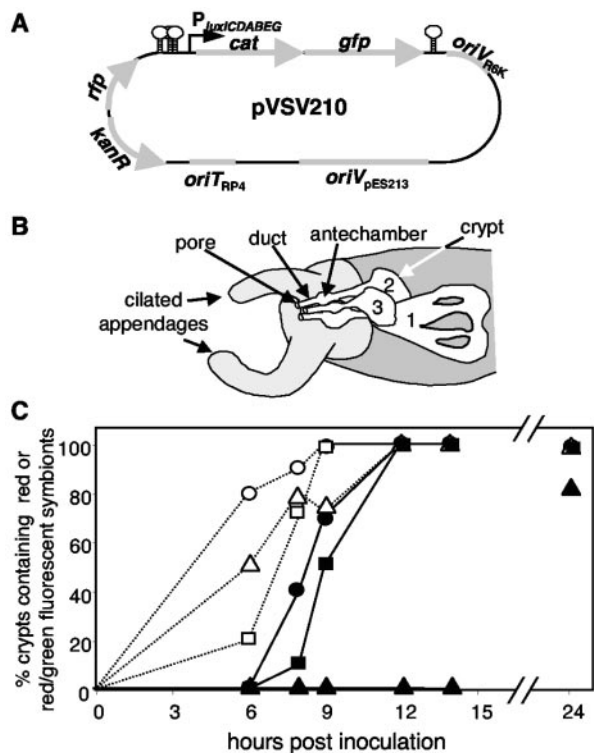 A
P luxICDABEG
cat
gfp
oriV R6K
rfp
pVSV210
kanR
oriT RP4
oriV pES213
B
antechamber
crypt
duct
pore
cilated
appendages
2
3
1
C
% crypts containing red or
red/green fluorescent symbionts
100
80
60
40
20
0
0
3
6
9
12
15
24
hours post inoculation